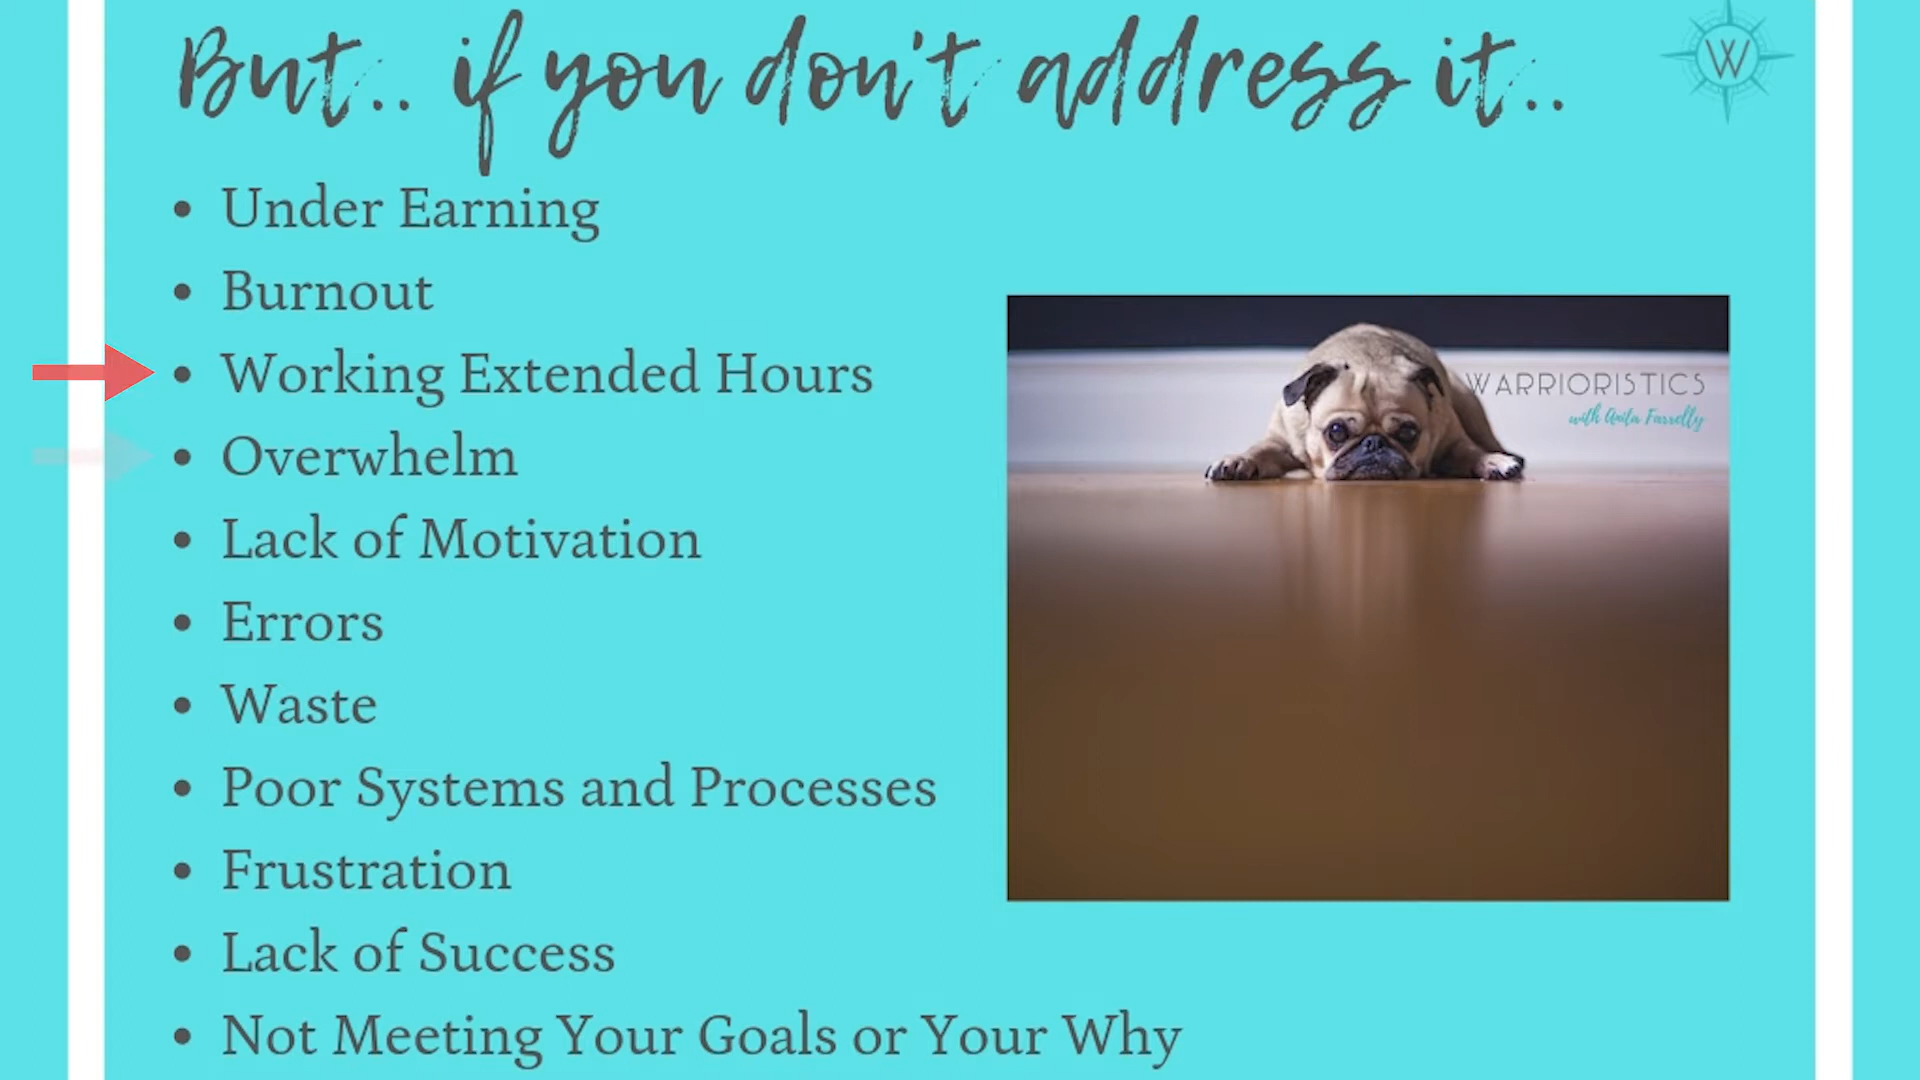 But.. if you don't address it..
W
• Under Earning
• Burnout
• Working Extended Hours
• Overwhelm
• Lack of Motivation
• Errors
• Waste
• Poor Systems and Processes
• Frustration
• Lack of Success
• Not Meeting Your Goals or Your Why
WARRIORISTICS
with Anita Farrelly